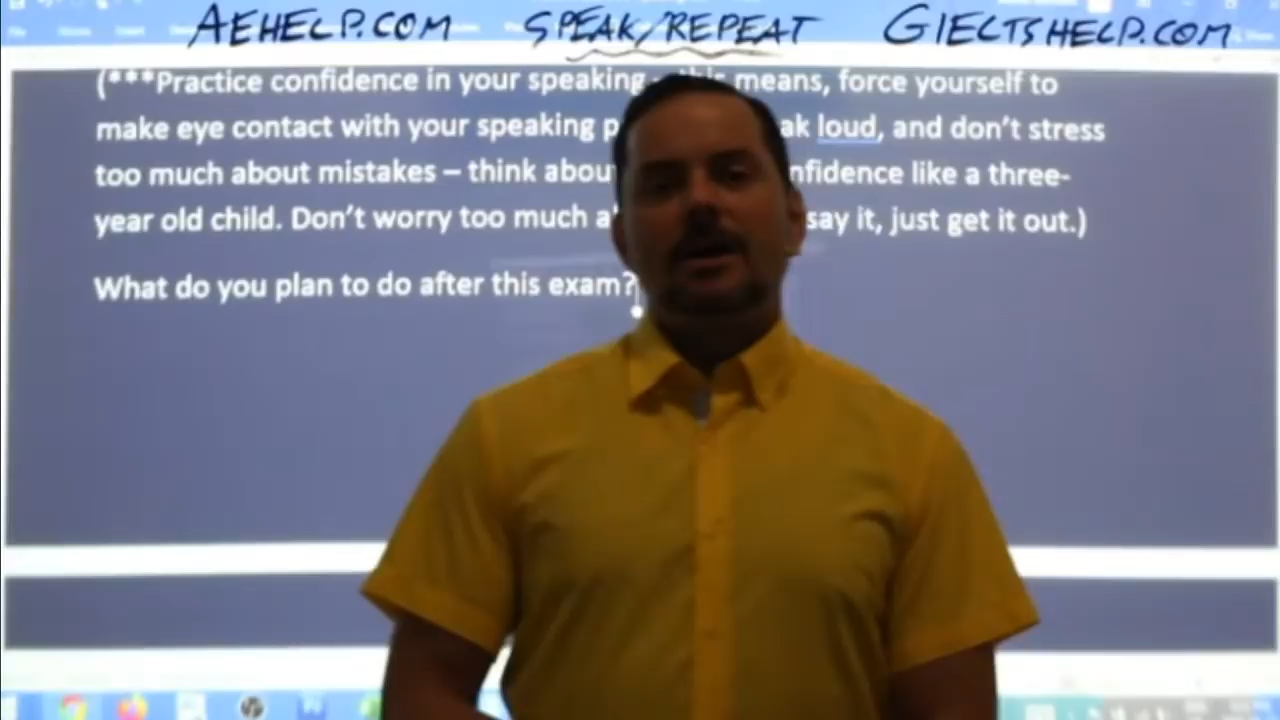 AEHELP.COM SPEAK/REPEAT GIELTSHELP.COM
(***Practice confidence in your speaking – this means, force yourself to
make eye contact with your speaking p ak loud, and don't stress
too much about mistakes – think abou nfidence like a three-
year old child. Don't worry too much a say it, just get it out.)
What do you plan to do after this exam?